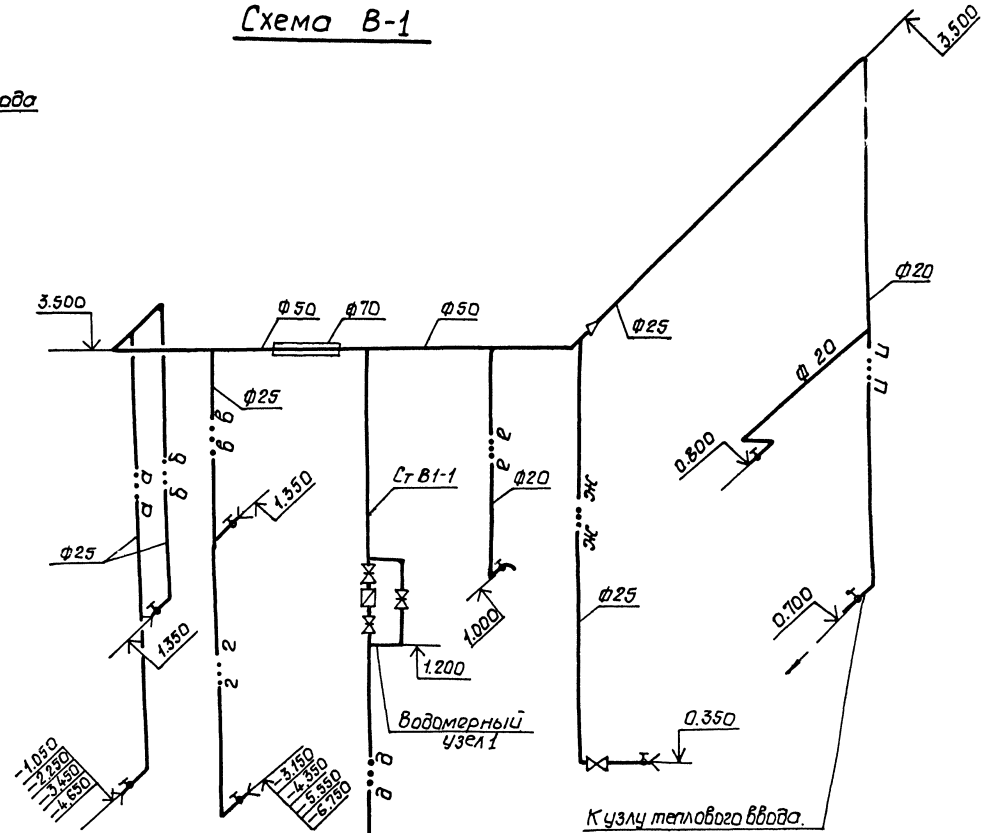 Схема В-1
ода
3.500
3.500
Ф50
Ф70
Ф50
Ф25
Ф20
Ф25
Ф 20
и
и
в
в
0.800
е
е
а
а
б
б
Ст В1-1
Ф20
1.350
ж
ж
Ф25
Ф25
0.700
1.000
1.350
г
г
1.200
Водомерный
узел 1
0.350
д
д
-1.050
-2.250
-3.450
-4.650
-3.150
-4.350
-5.550
-6.750
К узлу теплового ввода.